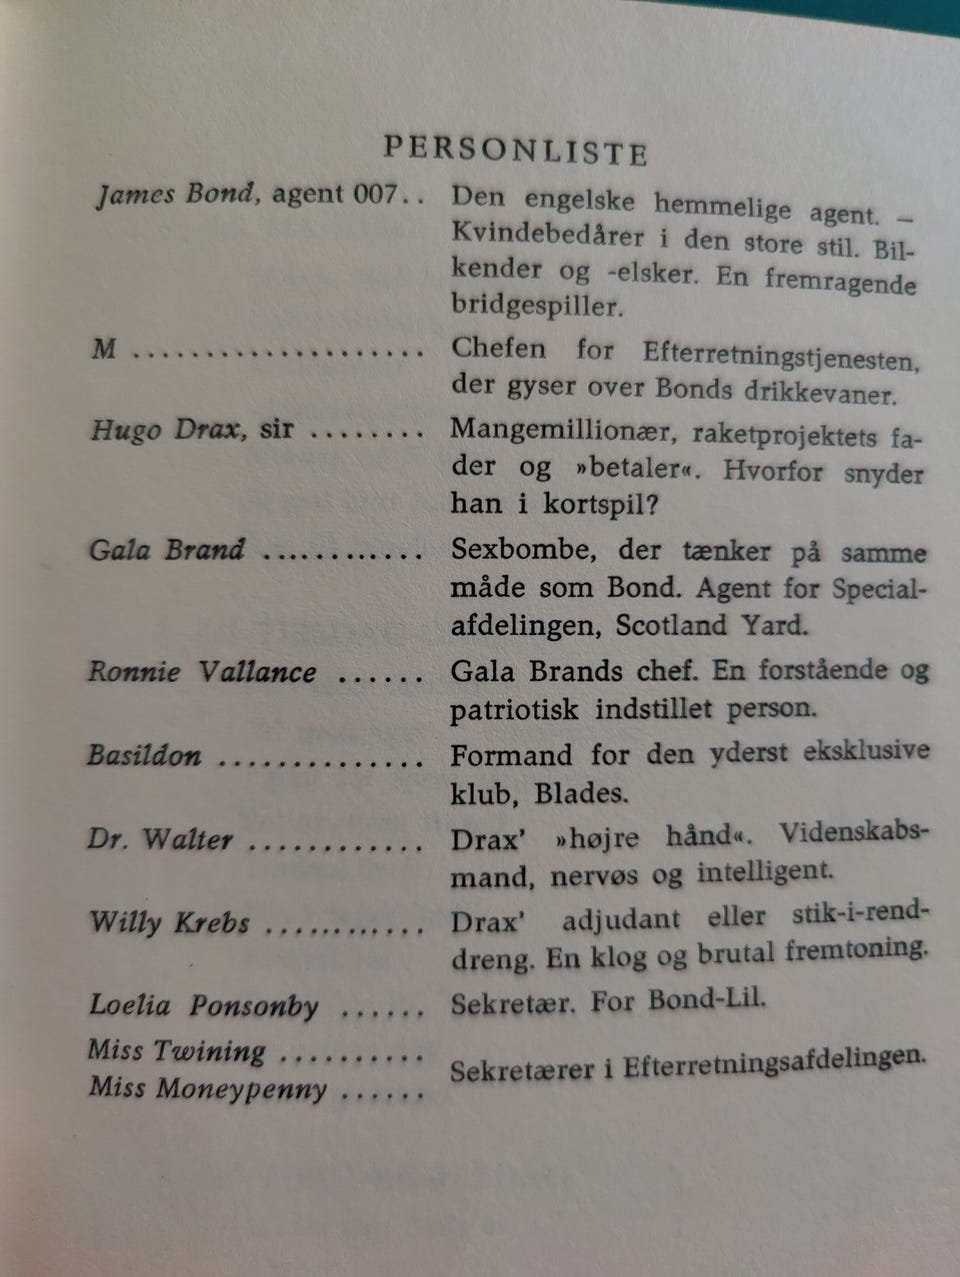 PERSONLISTE
James Bond, agent 007.. Den engelske hemmelige agent. –
Kvindebedårer i den store stil. Bil-
kender og -elsker. En fremragende
bridgespiller.
M .................... Chefen for Efterretningstjenesten,
der gyser over Bonds drikkevaner.
Hugo Drax, sir ........ Mangemillionær, raketprojektets fa-
der og »betaler«. Hvorfor snyder
han i kortspil?
Gala Brand ............ Sexbombe, der tænker på samme
måde som Bond. Agent for Special-
afdelingen, Scotland Yard.
Ronnie Vallance ...... Gala Brands chef. En forstående og
patriotisk indstillet person.
Basildon .............. Formand for den yderst eksklusive
klub, Blades.
Dr. Walter ............ Drax’ »højre hånd«. Videnskabs-
mand, nervøs og intelligent.
Willy Krebs ........... Drax’ adjudant eller stik-i-rend-
dreng. En klog og brutal fremtoning.
Loelia Ponsonby ...... Sekretær. For Bond-Lil.
Miss Twining ..........
Miss Moneypenny ...... Sekretærer i Efterretningsafdelingen.